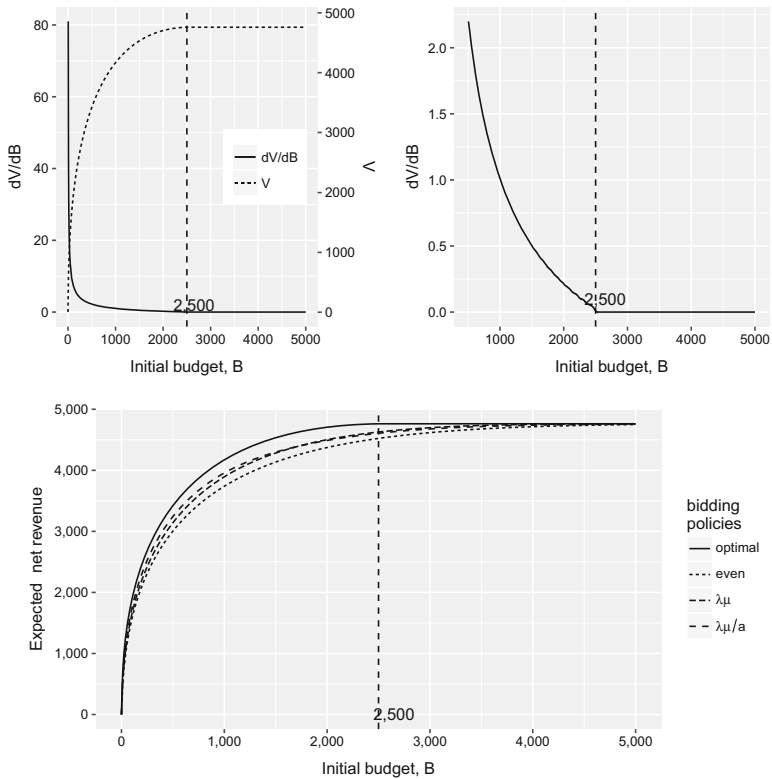 80
60
40
20
0
dV/dB
5000
4000
3000
2000
1000
0
V
dV/dB
V
2,500
0
1000
2000
3000
4000
5000
Initial budget, B
2.0
1.5
1.0
0.5
0.0
dV/dB
2,500
1000
2000
3000
4000
5000
Initial budget, B
5,000
4,000
3,000
2,000
1,000
0
Expected net revenue
2,500
0
1,000
2,000
3,000
4,000
5,000
Initial budget, B
bidding
policies
optimal
even
λμ
λμ/a